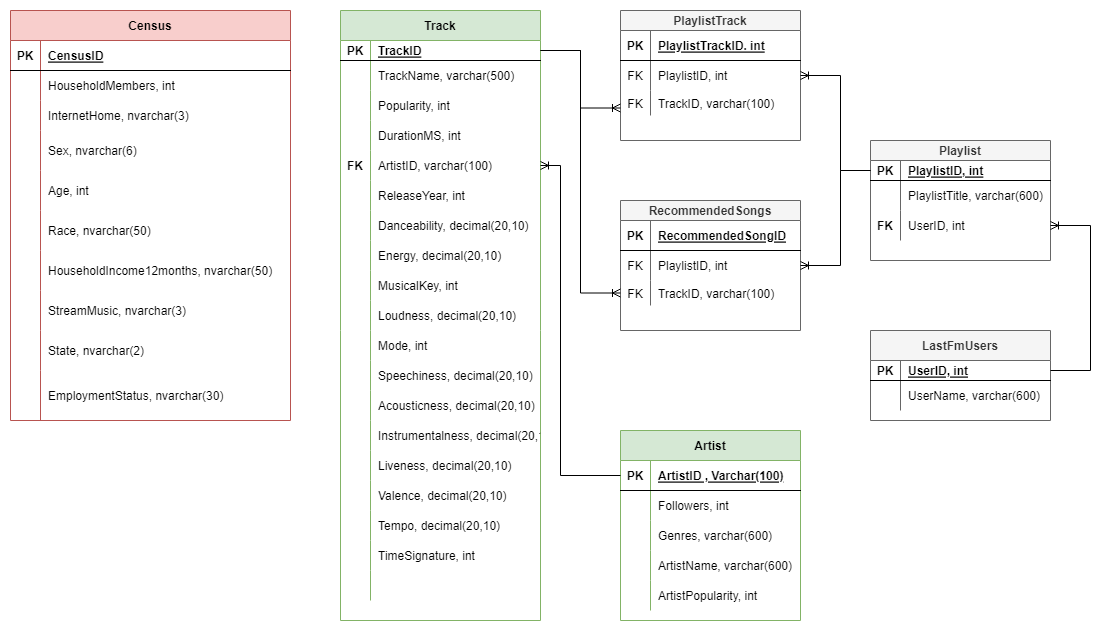 Census
PK CensusID
HouseholdMembers, int
InternetHome, nvarchar(3)
Sex, nvarchar(6)
Age, int
Race, nvarchar(50)
HouseholdIncome12months, nvarchar(50)
StreamMusic, nvarchar(3)
State, nvarchar(2)
EmploymentStatus, nvarchar(30)
Track
PK TrackID
TrackName, varchar(500)
Popularity, int
DurationMS, int
FK ArtistID, varchar(100)
ReleaseYear, int
Danceability, decimal(20,10)
Energy, decimal(20,10)
MusicalKey, int
Loudness, decimal(20,10)
Mode, int
Speechiness, decimal(20,10)
Acousticness, decimal(20,10)
Instrumentalness, decimal(20,
Liveness, decimal(20,10)
Valence, decimal(20,10)
Tempo, decimal(20,10)
TimeSignature, int
PlaylistTrack
PK PlaylistTrackID. int
FK PlaylistID, int
FK TrackID, varchar(100)
RecommendedSongs
PK RecommendedSongID
FK PlaylistID, int
FK TrackID, varchar(100)
Artist
PK ArtistID , Varchar(100)
Followers, int
Genres, varchar(600)
ArtistName, varchar(600)
ArtistPopularity, int
Playlist
PK PlaylistID, int
PlaylistTitle, varchar(600)
FK UserID, int
LastFmUsers
PK UserID, int
UserName, varchar(600)